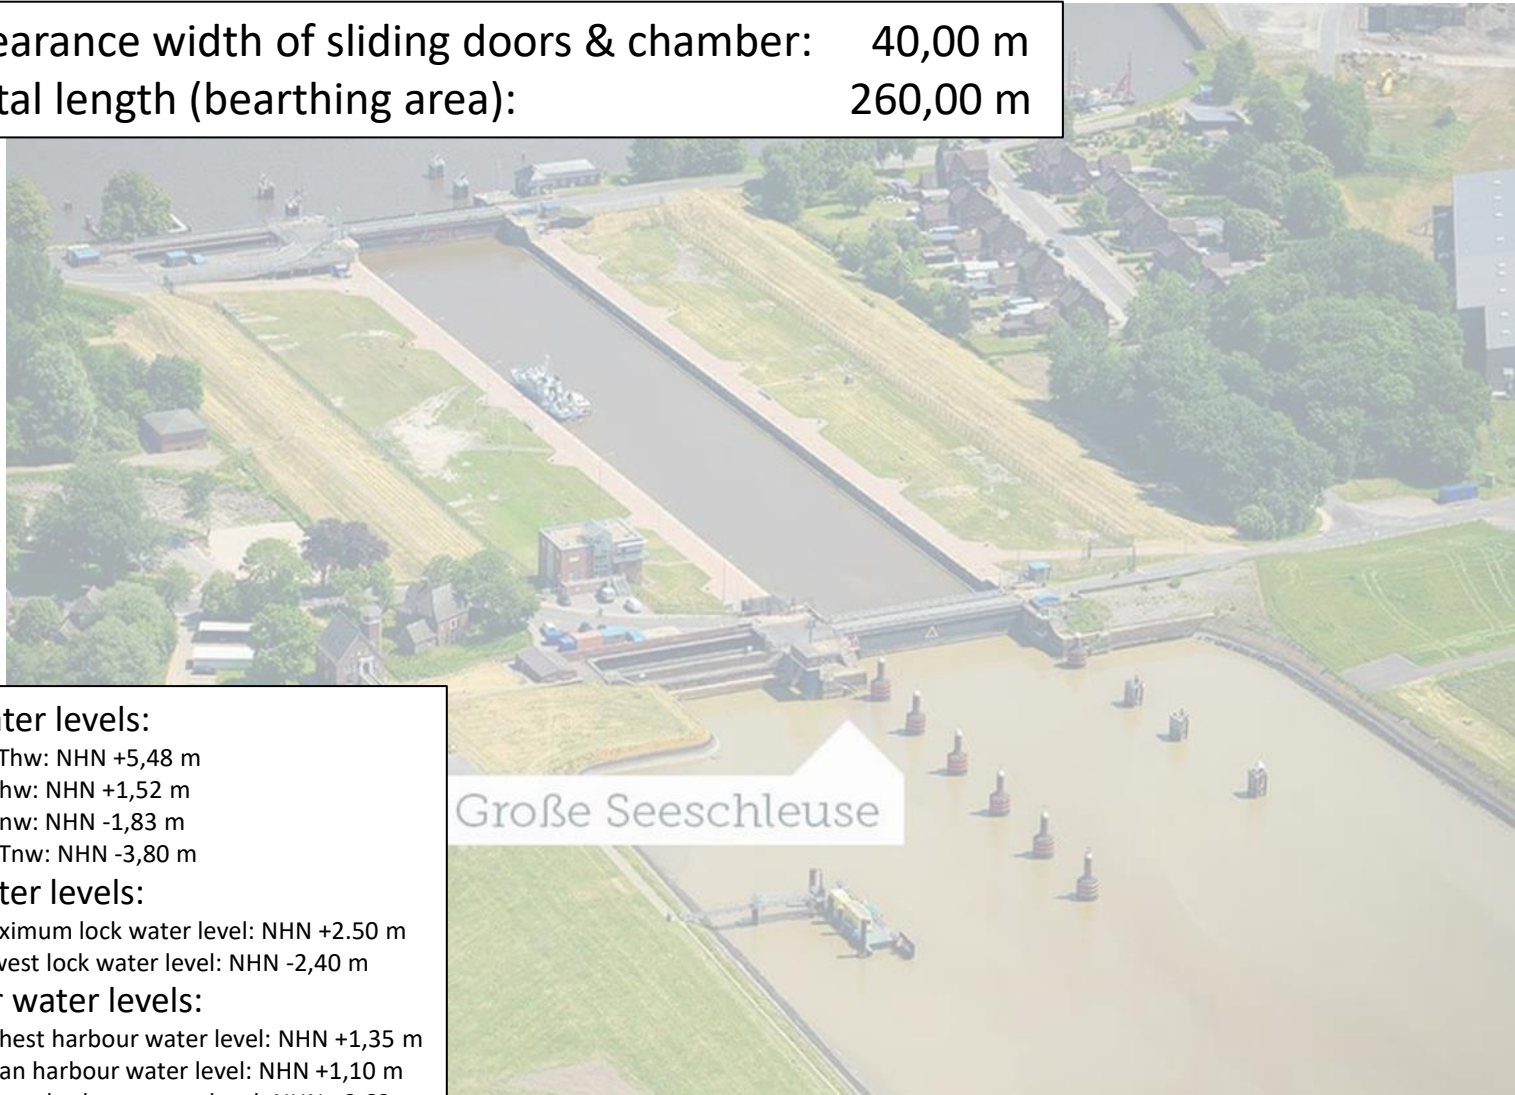 earance width of sliding doors & chamber: 40,00 m
tal length (bearthing area): 260,00 m
Große Seeschleuse
ter levels:
Thw: NHN +5,48 m
hw: NHN +1,52 m
nw: NHN -1,83 m
Tnw: NHN -3,80 m
ter levels:
ximum lock water level: NHN +2.50 m
vest lock water level: NHN -2,40 m
r water levels:
hest harbour water level: NHN +1,35 m
an harbour water level: NHN +1,10 m